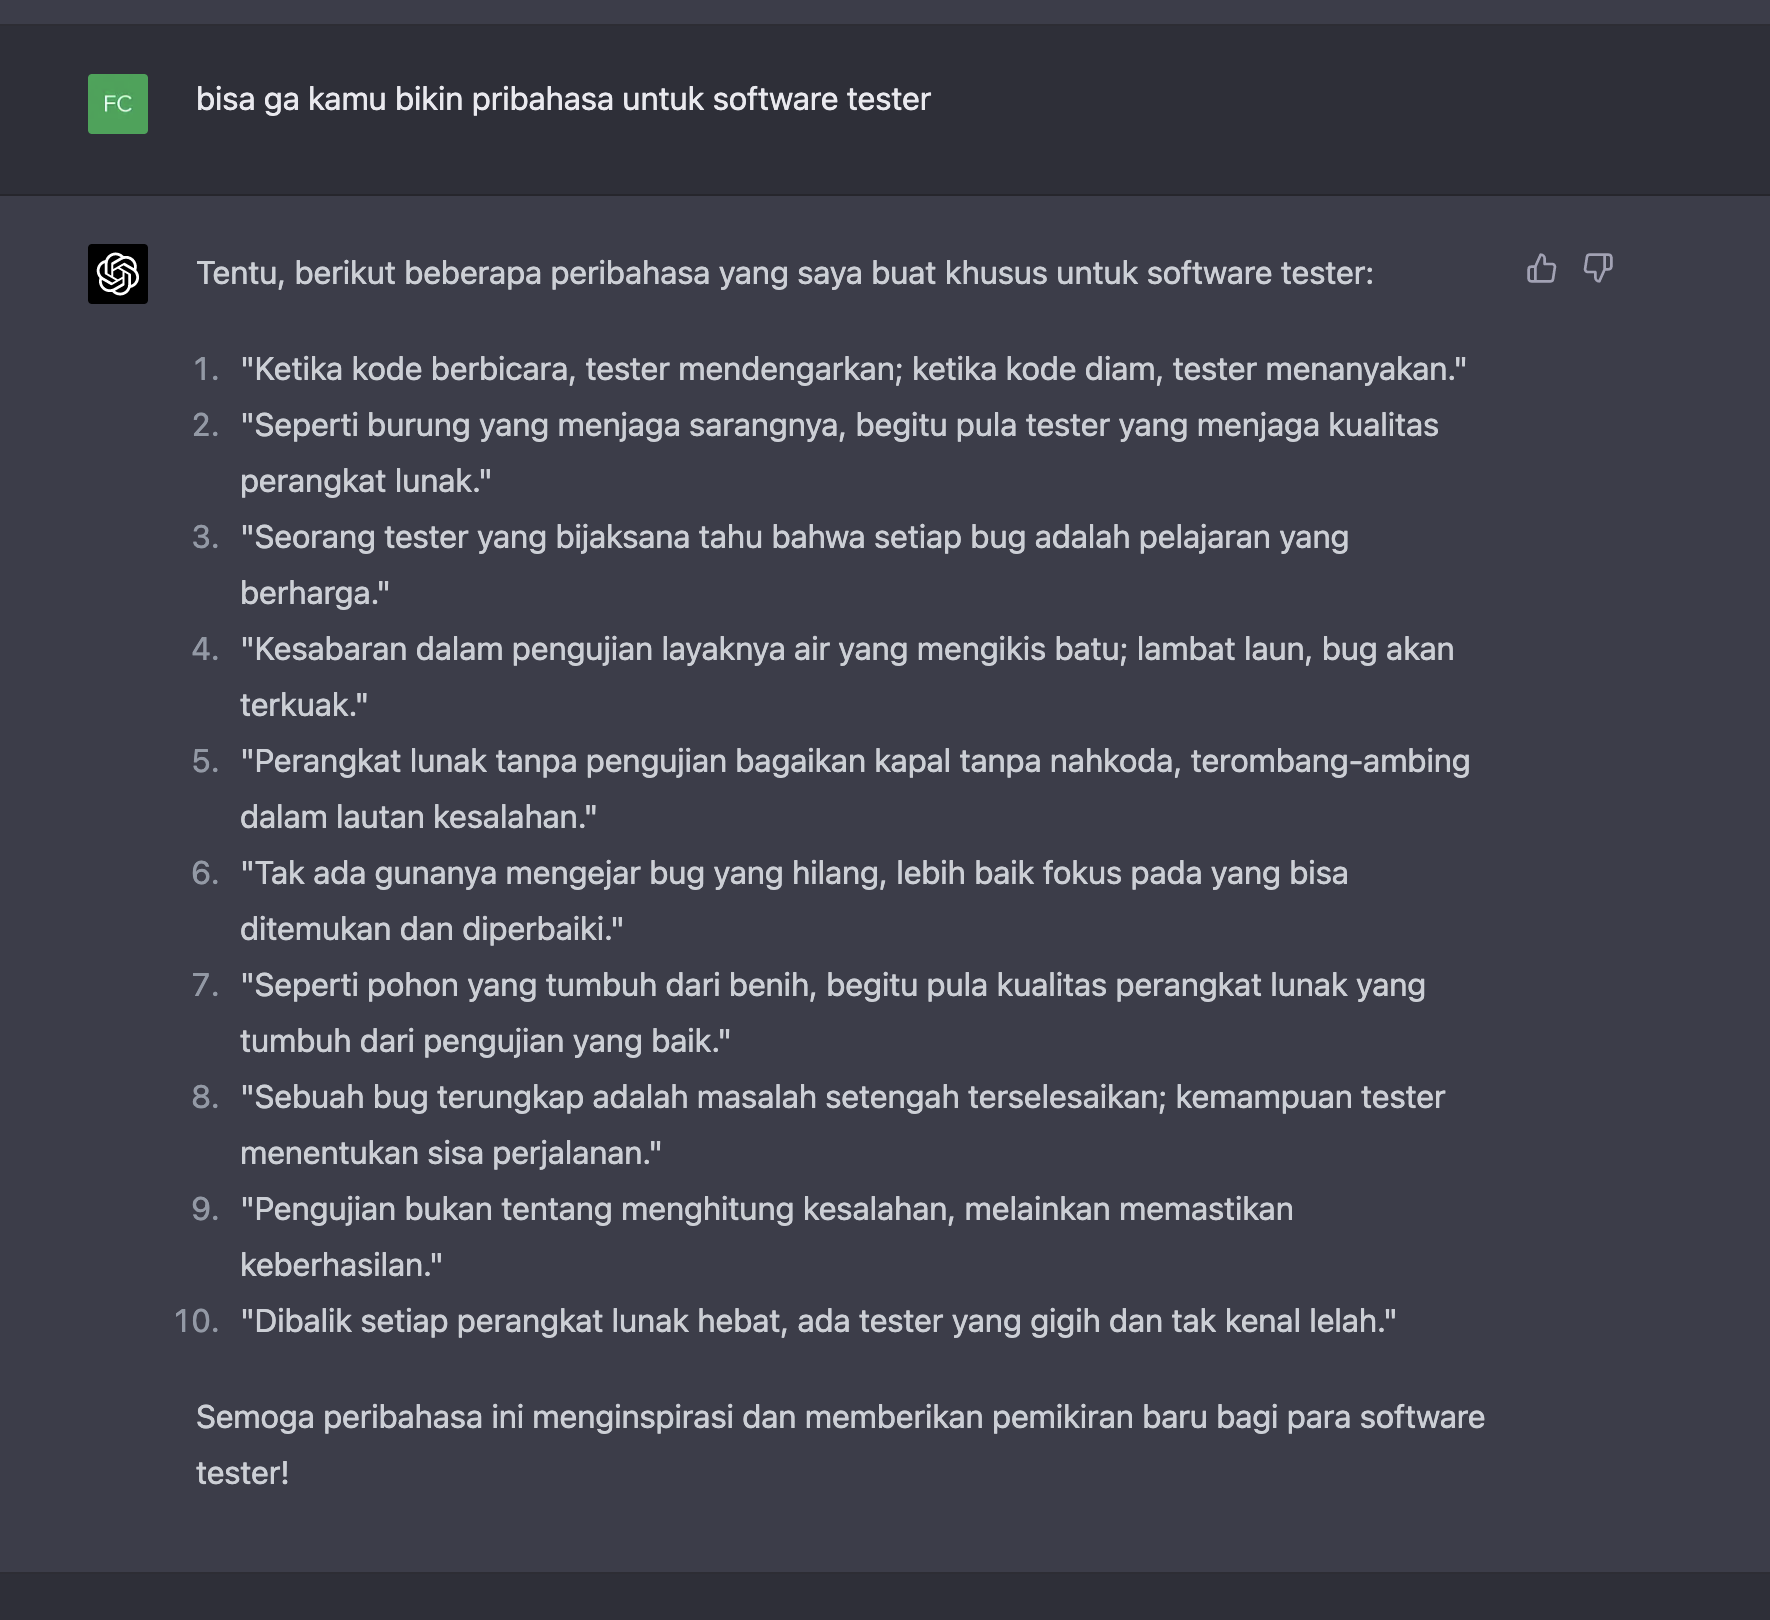 FC
bisa ga kamu bikin pribahasa untuk software tester
Tentu, berikut beberapa peribahasa yang saya buat khusus untuk software tester:
1. "Ketika kode berbicara, tester mendengarkan; ketika kode diam, tester menanyakan."
2. "Seperti burung yang menjaga sarangnya, begitu pula tester yang menjaga kualitas
perangkat lunak."
3. "Seorang tester yang bijaksana tahu bahwa setiap bug adalah pelajaran yang
berharga."
4. "Kesabaran dalam pengujian layaknya air yang mengikis batu; lambat laun, bug akan
terkuak."
5. "Perangkat lunak tanpa pengujian bagaikan kapal tanpa nahkoda, terombang-ambing
dalam lautan kesalahan."
6. "Tak ada gunanya mengejar bug yang hilang, lebih baik fokus pada yang bisa
ditemukan dan diperbaiki."
7. "Seperti pohon yang tumbuh dari benih, begitu pula kualitas perangkat lunak yang
tumbuh dari pengujian yang baik."
8. "Sebuah bug terungkap adalah masalah setengah terselesaikan; kemampuan tester
menentukan sisa perjalanan."
9. "Pengujian bukan tentang menghitung kesalahan, melainkan memastikan
keberhasilan."
10. "Dibalik setiap perangkat lunak hebat, ada tester yang gigih dan tak kenal lelah."
Semoga peribahasa ini menginspirasi dan memberikan pemikiran baru bagi para software
tester!